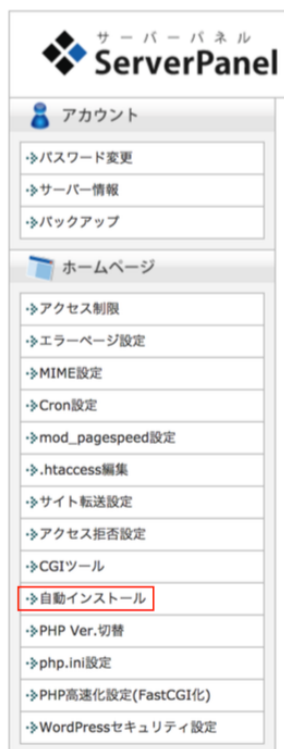 サーバーパネル
ServerPanel
アカウント
パスワード変更
サーバー情報
バックアップ
ホームページ
アクセス制限
エラーページ設定
MIME設定
Cron設定
mod_pagespeed設定
.htaccess編集
サイト転送設定
アクセス拒否設定
CGIツール
自動インストール
PHP Ver.切替
php.ini設定
PHP高速化設定(FastCGI化)
WordPressセキュリティ設定